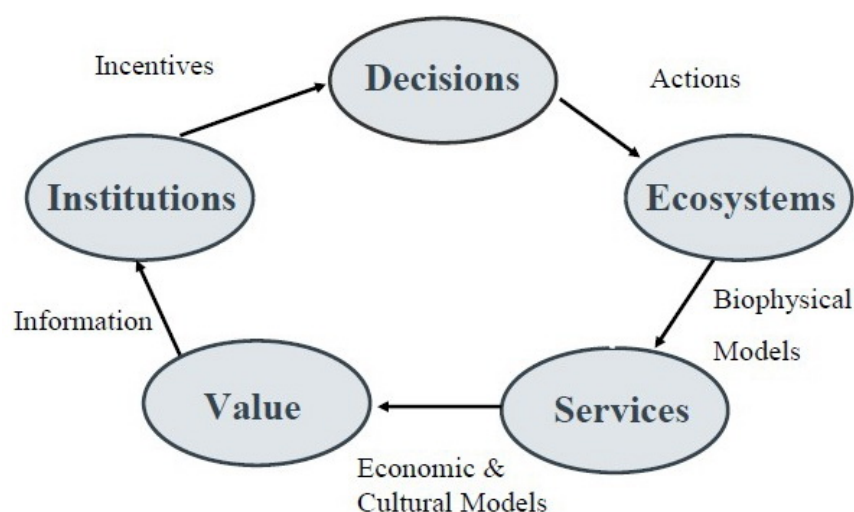 Incentives
Decisions
Actions
Institutions
Ecosystems
Information
Biophysical
Models
Value
Services
Economic &
Cultural Models